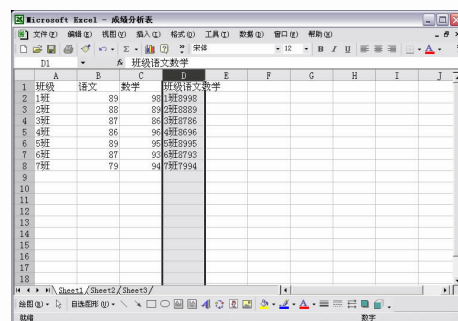 Microsoft Excel - 成绩分析表
文件(F) 编辑(E) 视图(V) 插入(I) 格式(O) 工具(T) 数据(D) 窗口(W) 帮助(H)
宋体 12 B I U
D1 fx 班级语文数学
A B C D E F G H I J
1 班级 语文 数学 班级语文数学
2 1班 89 98 1班8998
3 2班 88 89 2班8889
4 3班 87 86 3班8786
5 4班 86 96 4班8696
6 5班 89 95 5班8995
7 6班 87 93 6班8793
8 7班 79 94 7班7994
9
10
11
12
13
14
15
16
17
18
Sheet1 Sheet2 Sheet3
绘图(R) 自选图形(U)
就绪 数字